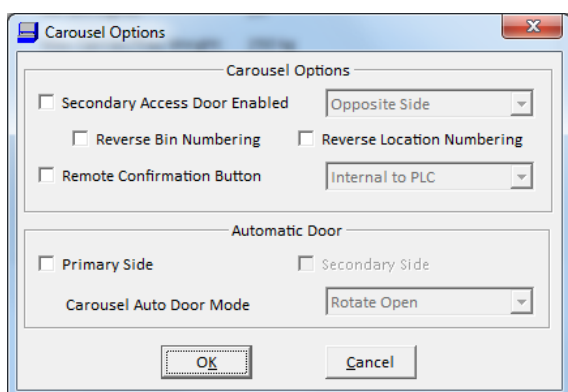 Carousel Options
Carousel Options
Secondary Access Door Enabled Opposite Side
Reverse Bin Numbering Reverse Location Numbering
Remote Confirmation Button Internal to PLC
Automatic Door
Primary Side Secondary Side
Carousel Auto Door Mode Rotate Open
OK Cancel